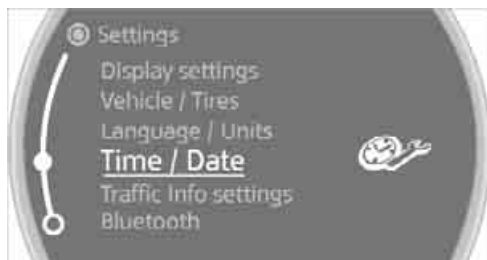 Settings
Display settings
Vehicle / Tires
Language / Units
Time / Date
Traffic Info settings
Bluetooth